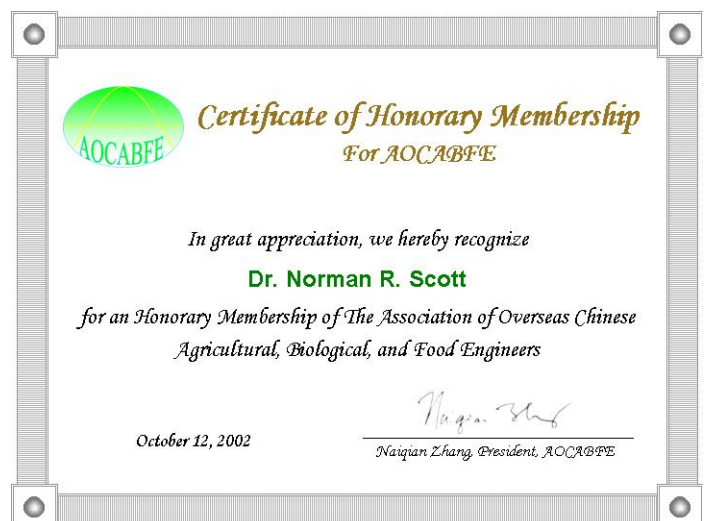 AOCABFE
Certificate of Honorary Membership
For AOCABFE
In great appreciation, we hereby recognize
Dr. Norman R. Scott
for an Honorary Membership of The Association of Overseas Chinese
Agricultural, Biological, and Food Engineers
Naiqian Zhang
October 12, 2002
Naiqian Zhang, President, AOCABFE